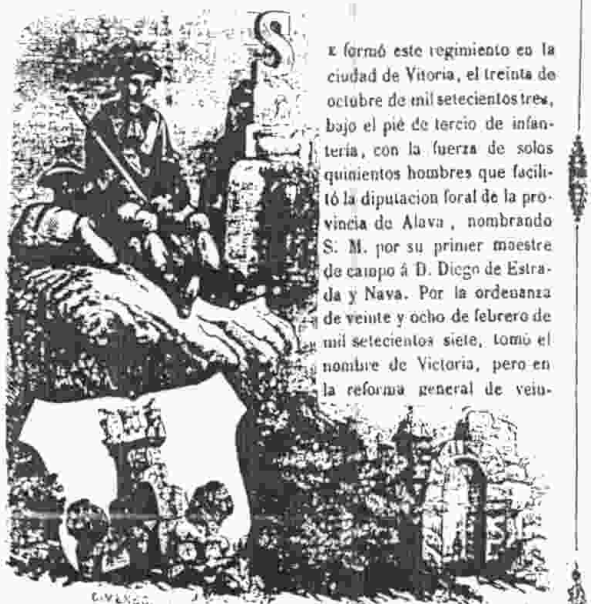 SE formó este regimiento en la
ciudad de Vitoria, el treinta de
octubre de mil setecientos tres,
bajo el pié de tercio de infan-
tería, con la fuerza de solos
quinientos hombres que facili-
tó la diputacion foral de la pro-
vincia de Alava, nombrando
S. M. por su primer maestre
de campo á D. Diego de Estra-
da y Nava. Por la ordenanza
de veinte y ocho de febrero de
mil setecientos siete, tomó el
nombre de Victoria, pero en
la reforma general de vein-